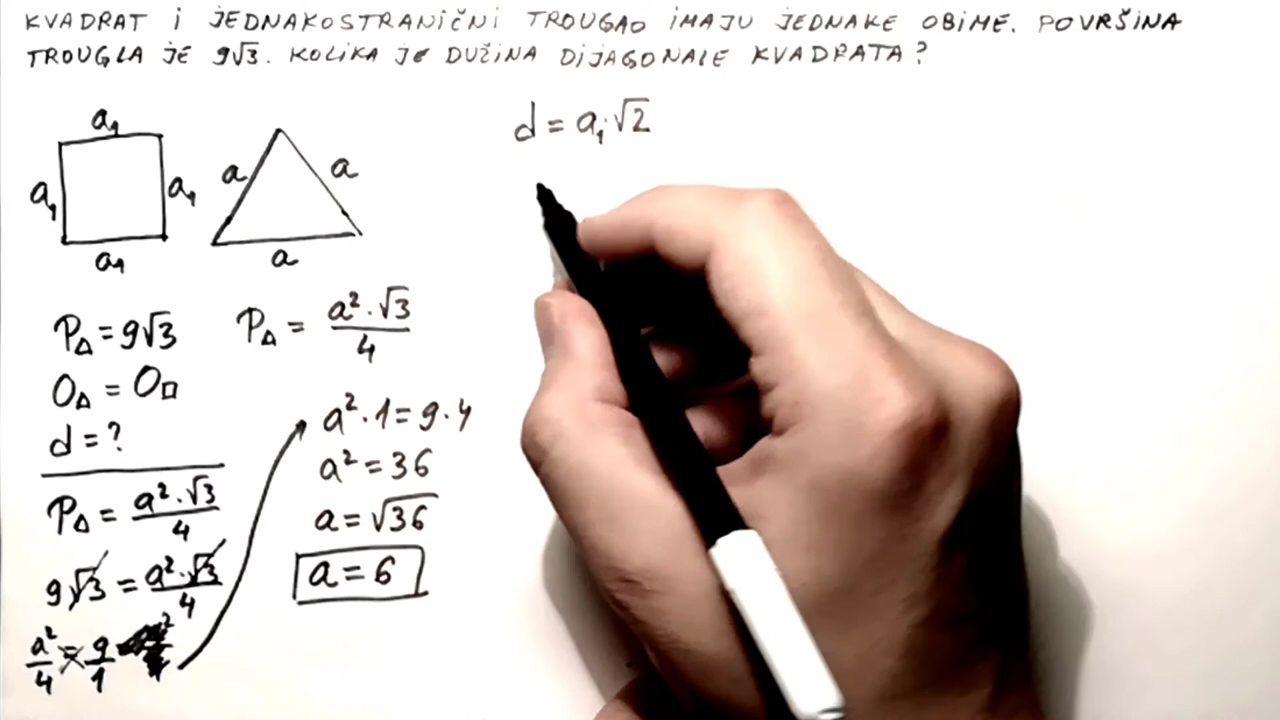 KVADRAT I JEDNAKOSTRANIČNI TROUGAO IMAJU JEDNAKE OBIME. POVRŠINA
TROUGLA JE 9√3. KOLIKA JE DUŽINA DIJAGONALE KVADRATA?
a₁
a₁
a₁
a₁
a
a
a
P△ = 9√3
O△ = O□
d = ?
P△ = a²·√3/4
9√3 = a²·√3/4
a²/4 = 9/1
P△ = a²·√3/4
a²·1 = 9·4
a² = 36
a = √36
a = 6
d = a₁·√2